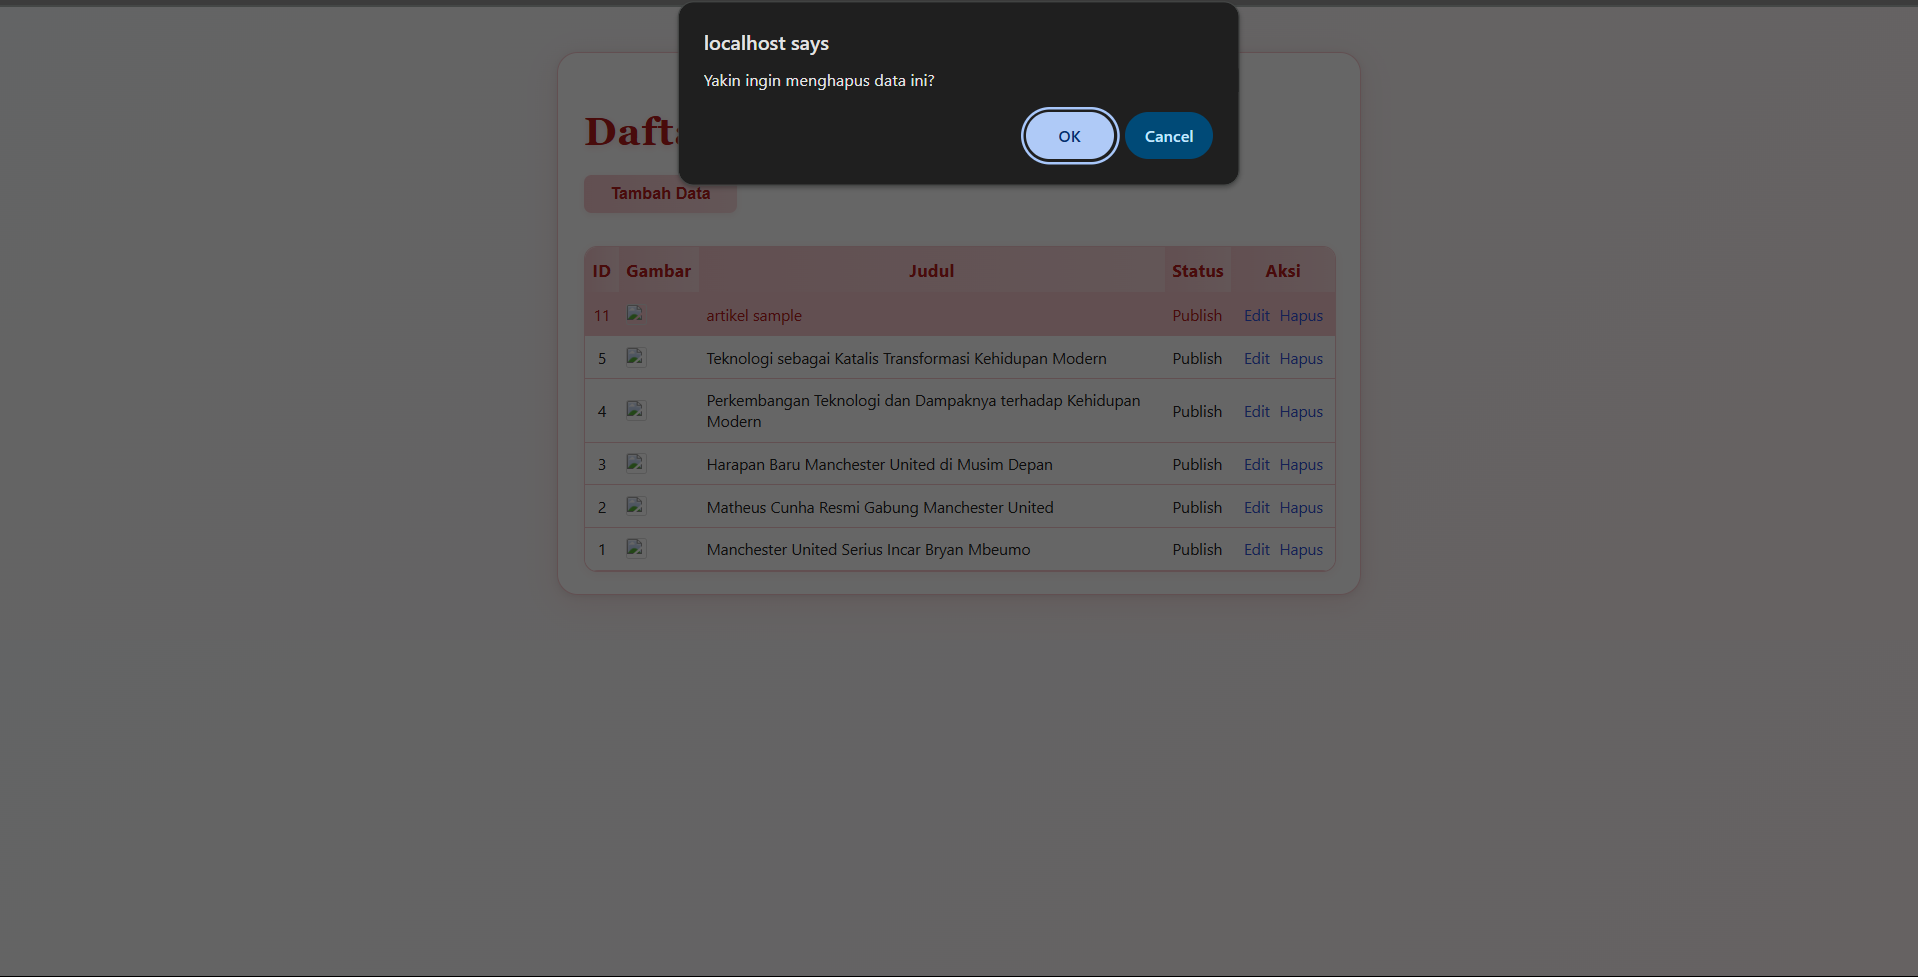 localhost says
Yakin ingin menghapus data ini?
OK Cancel
Tambah Data
ID Gambar Judul Status Aksi
11 artikel sample Publish Edit Hapus
5 Teknologi sebagai Katalis Transformasi Kehidupan Modern Publish Edit Hapus
4 Perkembangan Teknologi dan Dampaknya terhadap Kehidupan
Modern Publish Edit Hapus
3 Harapan Baru Manchester United di Musim Depan Publish Edit Hapus
2 Matheus Cunha Resmi Gabung Manchester United Publish Edit Hapus
1 Manchester United Serius Incar Bryan Mbeumo Publish Edit Hapus